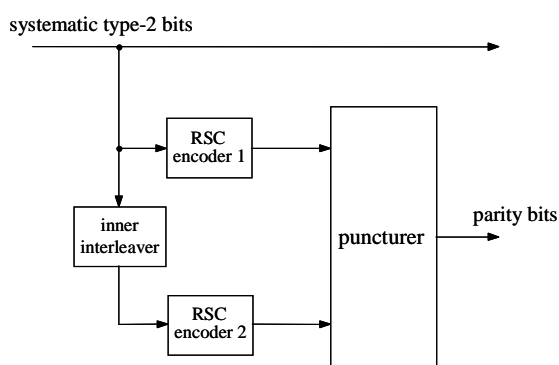 systematic type-2 bits
RSC
encoder 1
parity bits
inner
interleaver
puncturer
RSC
encoder 2